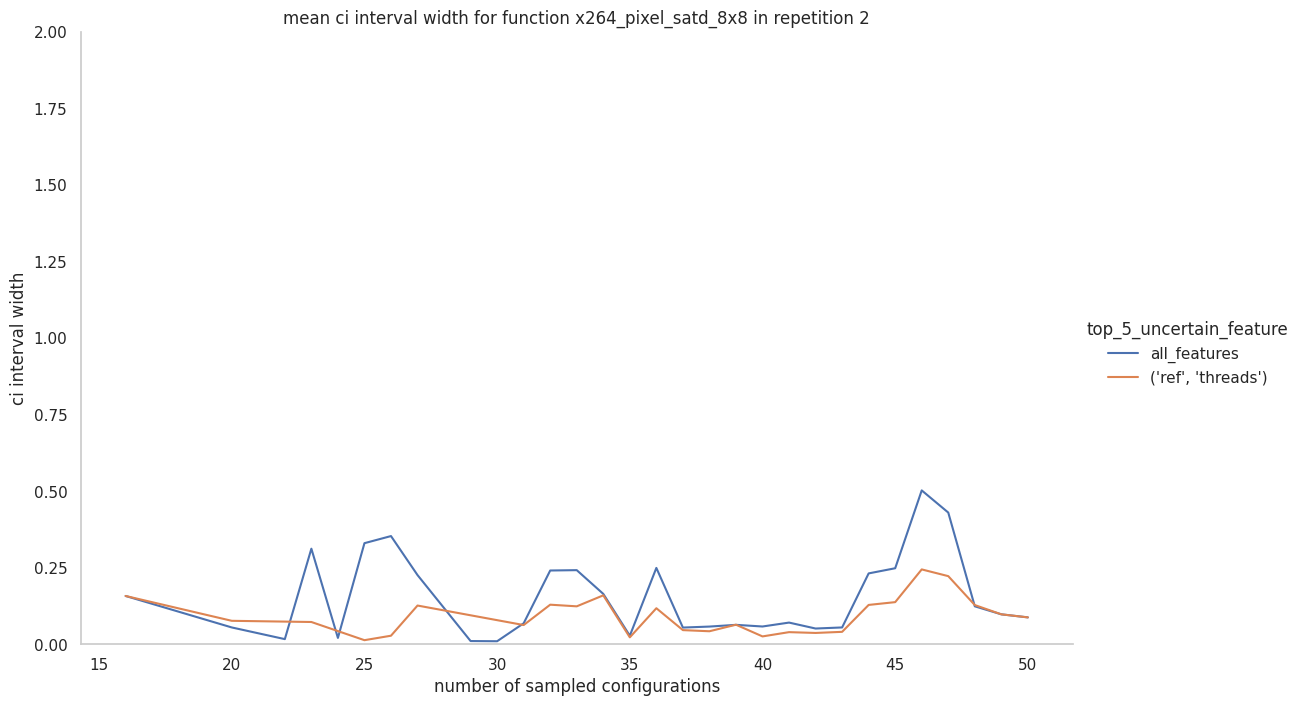 mean ci interval width for function x264_pixel_satd_8x8 in repetition 2
2.00
1.75
1.50
1.25
1.00
0.75
0.50
0.25
0.00
ci interval width
15
20
25
30
35
40
45
50
number of sampled configurations
top_5_uncertain_feature
all_features
('ref', 'threads')